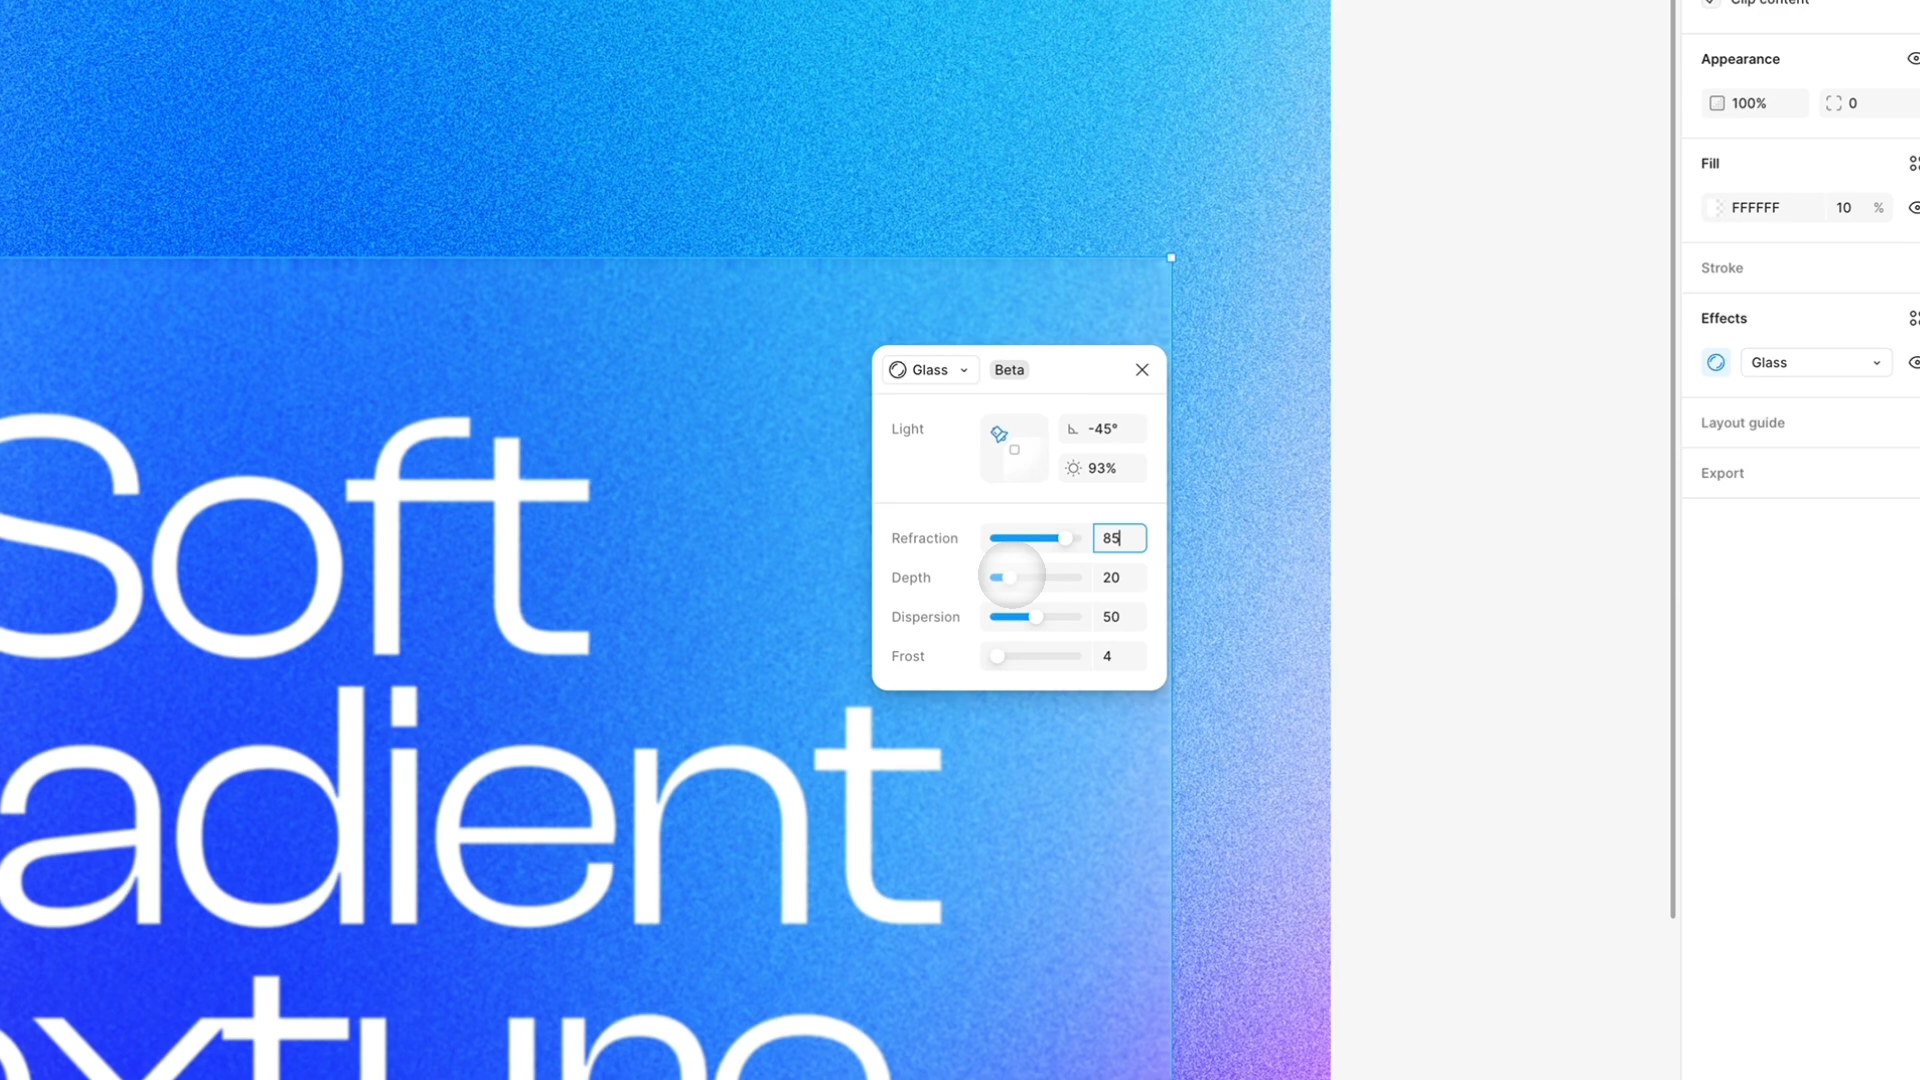 Clip content
Appearance
100%
0
Fill
FFFFFF 10 %
Stroke
Effects
Glass
Layout guide
Export
Glass Beta
Light
-45°
93%
Refraction 85
Depth 20
Dispersion 50
Frost 4
Soft
adient